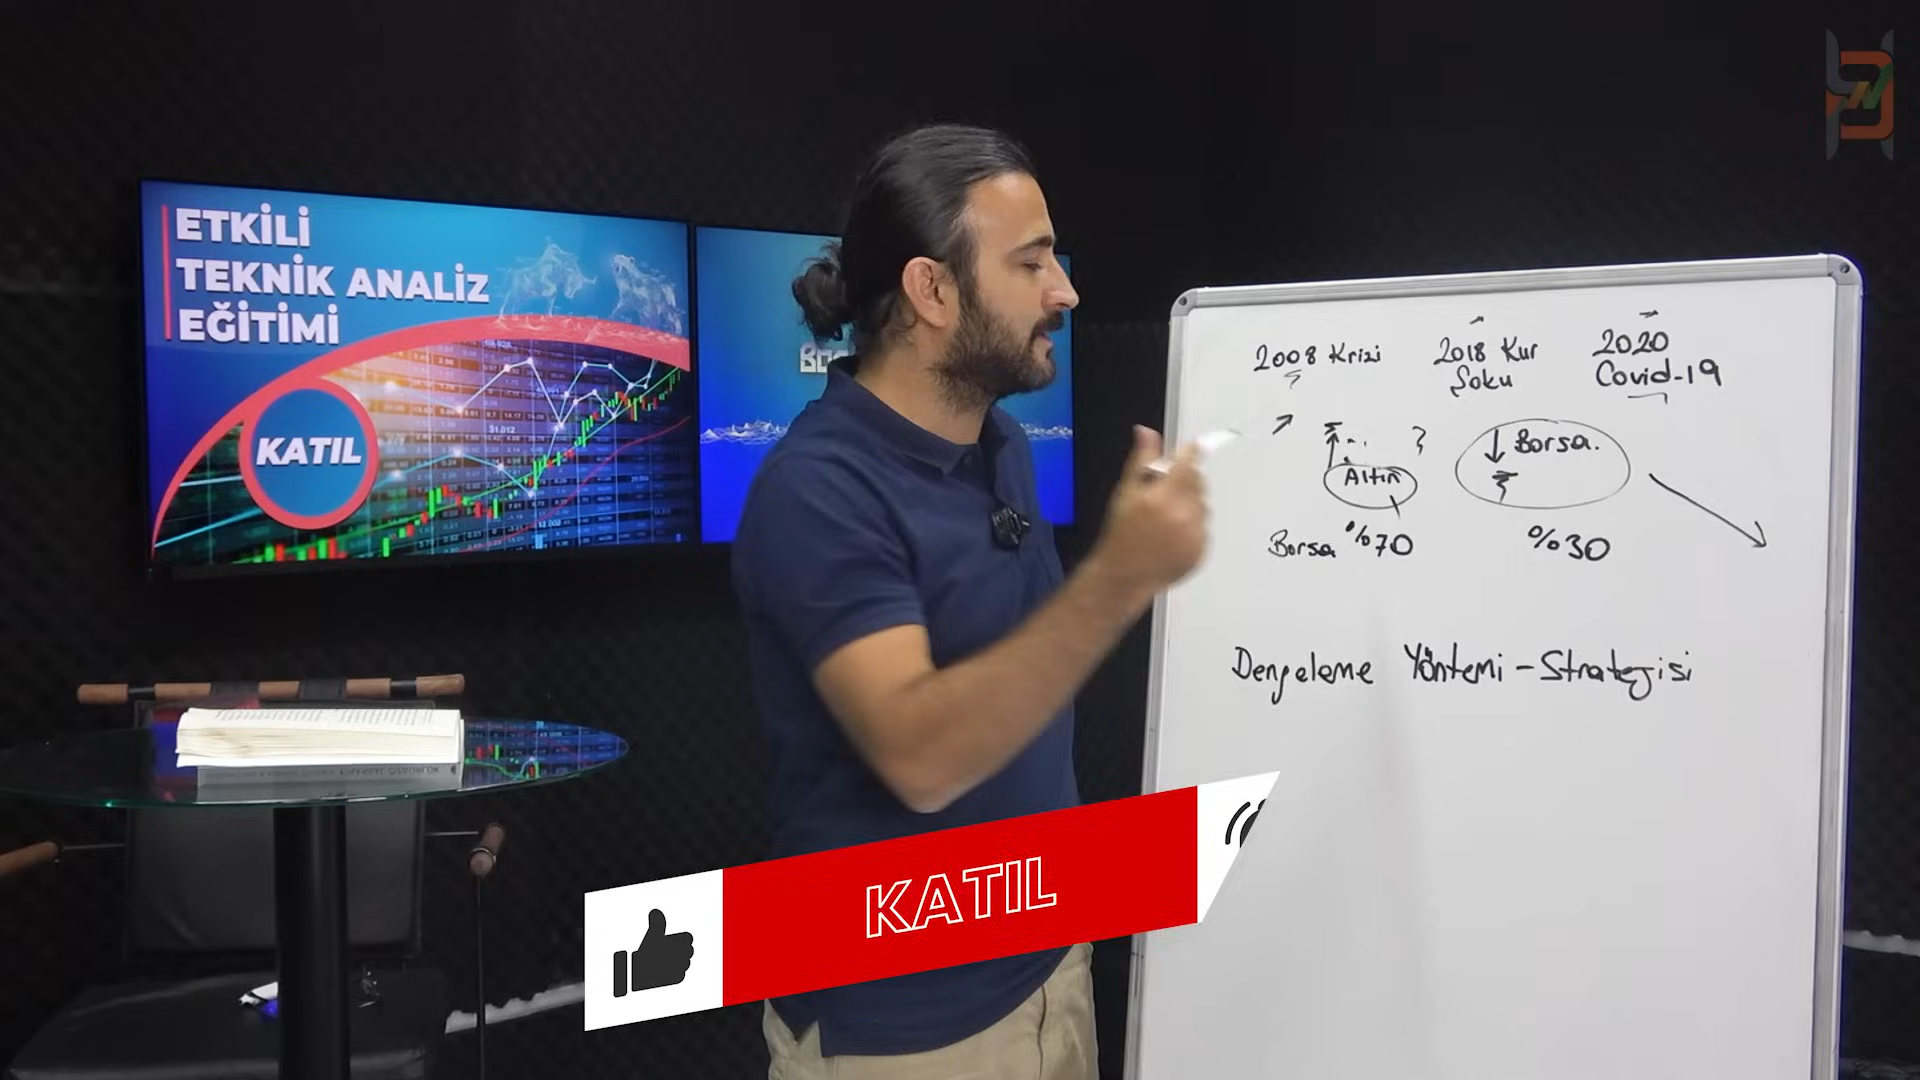 ETKİLİ
TEKNİK ANALİZ
EĞİTİMİ
KATIL
2008 Krizi
2018 Kur
Şoku
2020
Covid-19
?
Altın
Borsa.
Borsa %70
%30
Dengeleme Yöntemi - Stratejisi
KATIL